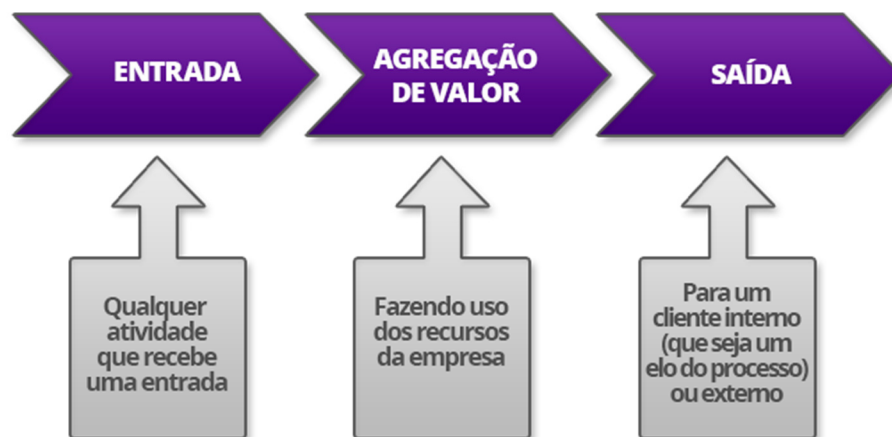 ENTRADA
AGREGAÇÃO
DE VALOR
SAÍDA
Qualquer
atividade
que recebe
uma entrada
Fazendo uso
dos recursos
da empresa
Para um
cliente interno
(que seja um
elo do processo)
ou externo